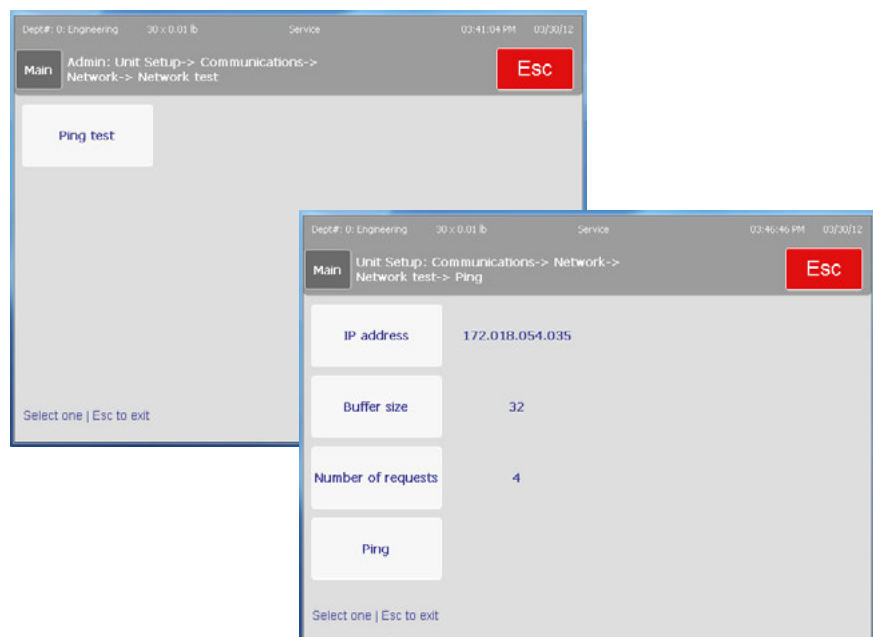 Dept#: 0: Engineering 30 x 0.01 lb Service 03:41:04 PM 03/30/12
Main
Admin: Unit Setup-> Communications->
Network-> Network test
Esc
Ping test
Select one | Esc to exit
Dept#: 0: Engineering 30 x 0.01 lb Service 03:46:46 PM 03/30/12
Main
Unit Setup: Communications-> Network->
Network test-> Ping
Esc
IP address 172.018.054.035
Buffer size 32
Number of requests 4
Ping
Select one | Esc to exit